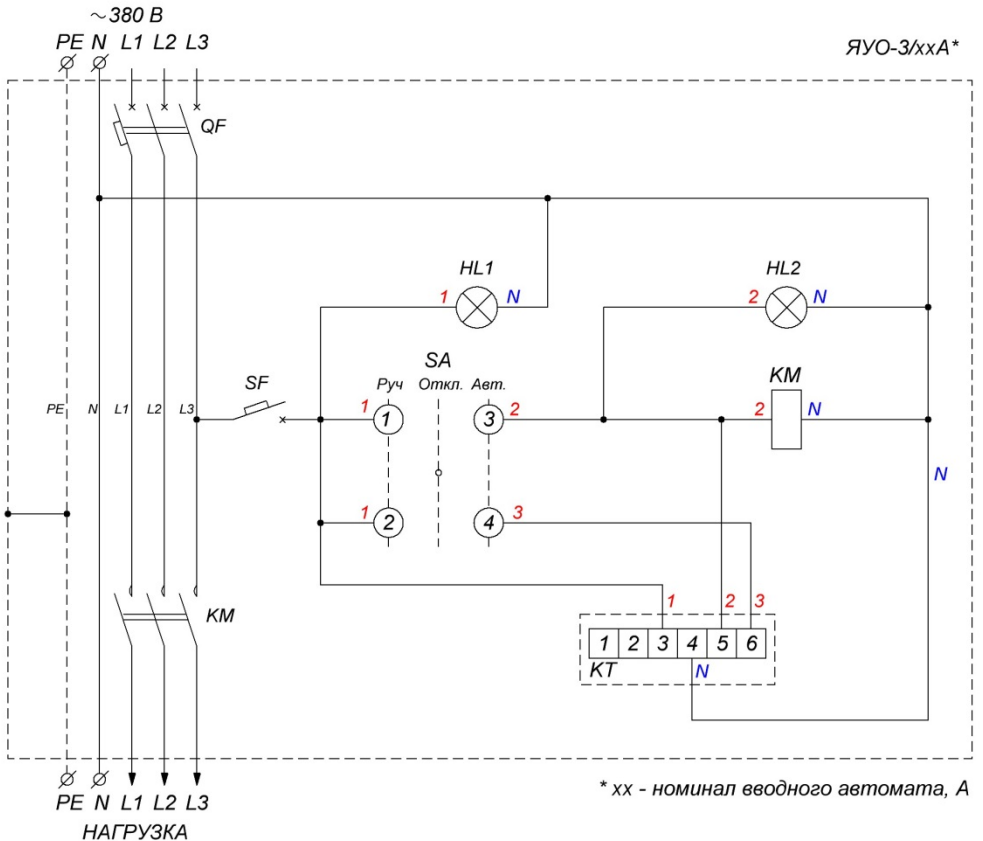 ~380 В
PE N L1 L2 L3
ЯУО-3/ххА*
QF
HL1
HL2
1 N
2 N
SA
Руч Откл. Авт.
SF
KM
PE N L1 L2 L3
1 1 3 2
2 N
N
1 2 4 3
KM
1 2 3
1 2 3 4 5 6
KT
N
PE N L1 L2 L3
НАГРУЗКА
* хх - номинал вводного автомата, А